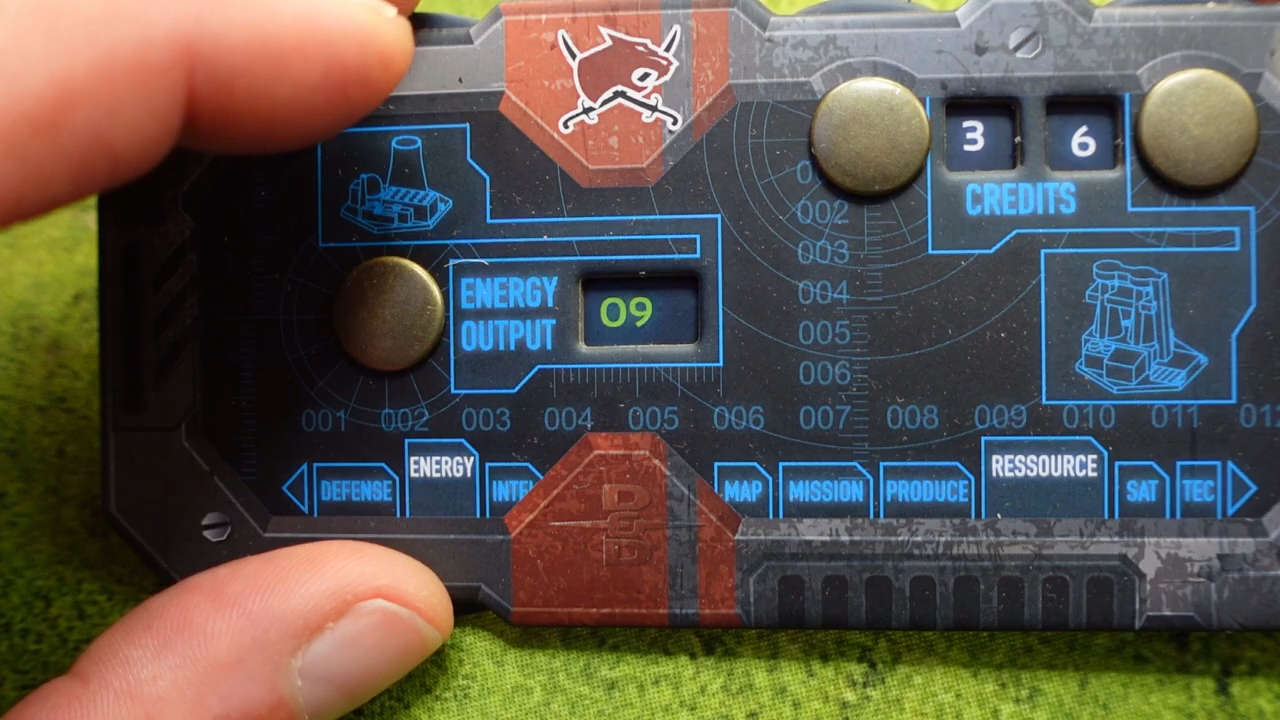 3 6
CREDITS
002
003
004
005
006
ENERGY
OUTPUT
09
001 002 003 004 005 006 007 008 009 010 011
DEFENSE ENERGY MAP MISSION PRODUCE RESSOURCE SAT TEC
D&D